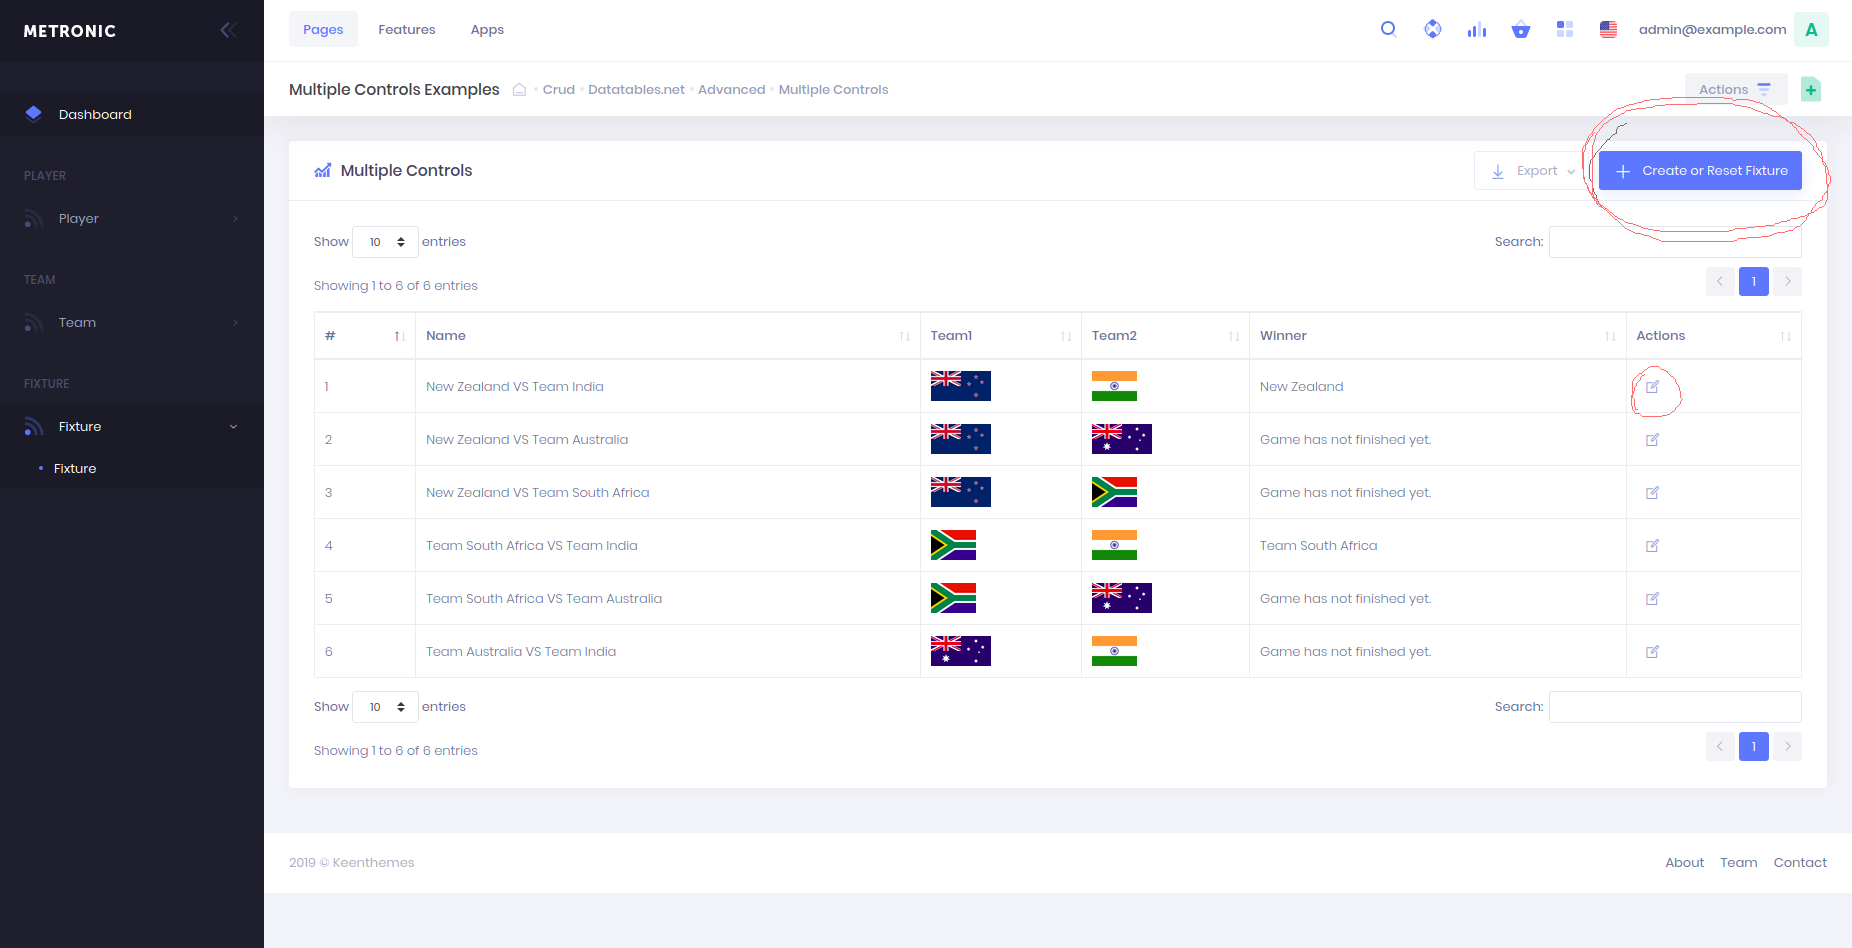 METRONIC
Pages Features Apps
admin@example.com A
Multiple Controls Examples Crud Datatables.net Advanced Multiple Controls
Actions
Dashboard
PLAYER
Player
TEAM
Team
FIXTURE
Fixture
Fixture
Multiple Controls
Export Create or Reset Fixture
Show 10 entries Search:
Showing 1 to 6 of 6 entries 1
# Name Team1 Team2 Winner Actions
1 New Zealand VS Team India New Zealand
2 New Zealand VS Team Australia Game has not finished yet.
3 New Zealand VS Team South Africa Game has not finished yet.
4 Team South Africa VS Team India Team South Africa
5 Team South Africa VS Team Australia Game has not finished yet.
6 Team Australia VS Team India Game has not finished yet.
Show 10 entries Search:
Showing 1 to 6 of 6 entries 1
2019 © Keenthemes About Team Contact